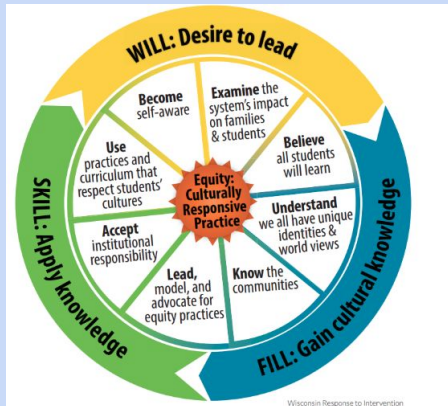 WILL: Desire to lead
Become
self-aware
Examine the
system's impact
on families
& students
Believe
all students
will learn
Understand
we all have unique
identities &
world views
Know the
communities
Lead,
model, and
advocate for
equity practices
Accept
institutional
responsibility
Use
practices and
curriculum that
respect students'
cultures
Equity:
Culturally
Responsive
Practice
FILL: Gain cultural knowledge
SKILL: Apply knowledge
Wisconsin Response to Intervention